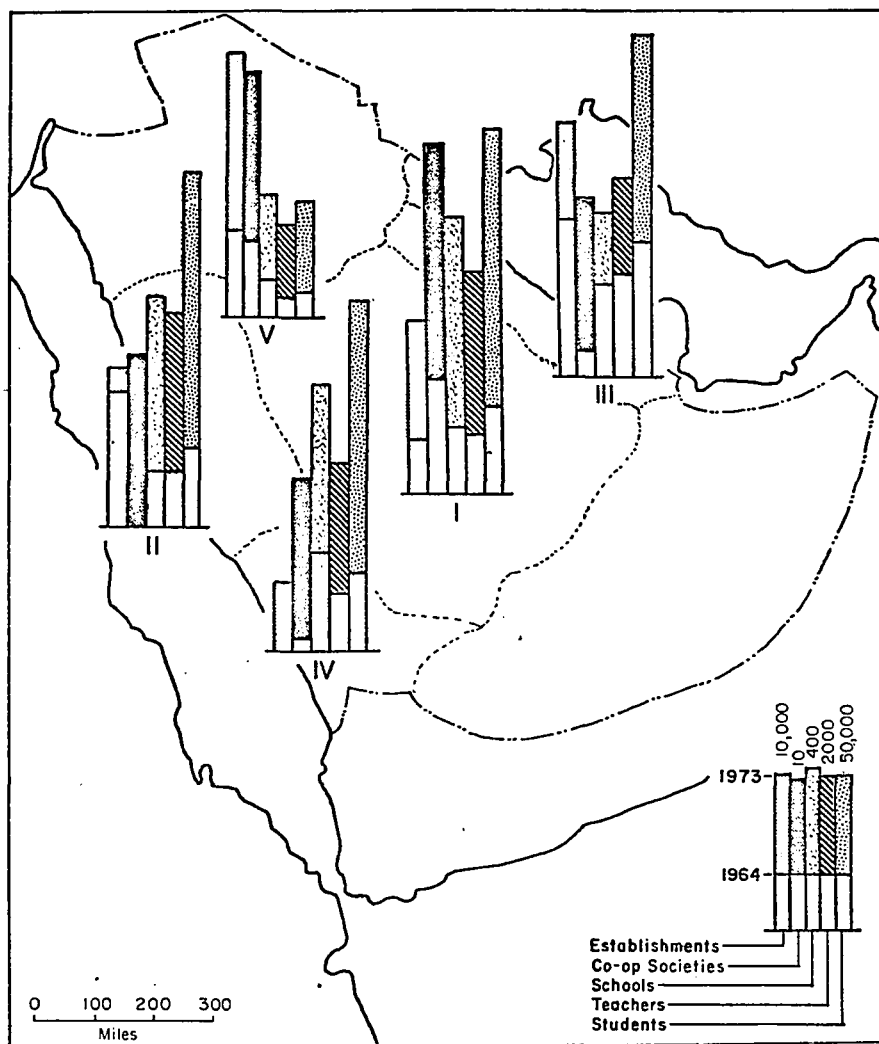 V
III
I
II
IV
10,000
10
400
2000
50,000
1973
1964
Establishments
Co-op Societies
Schools
Teachers
Students
0 100 200 300
Miles